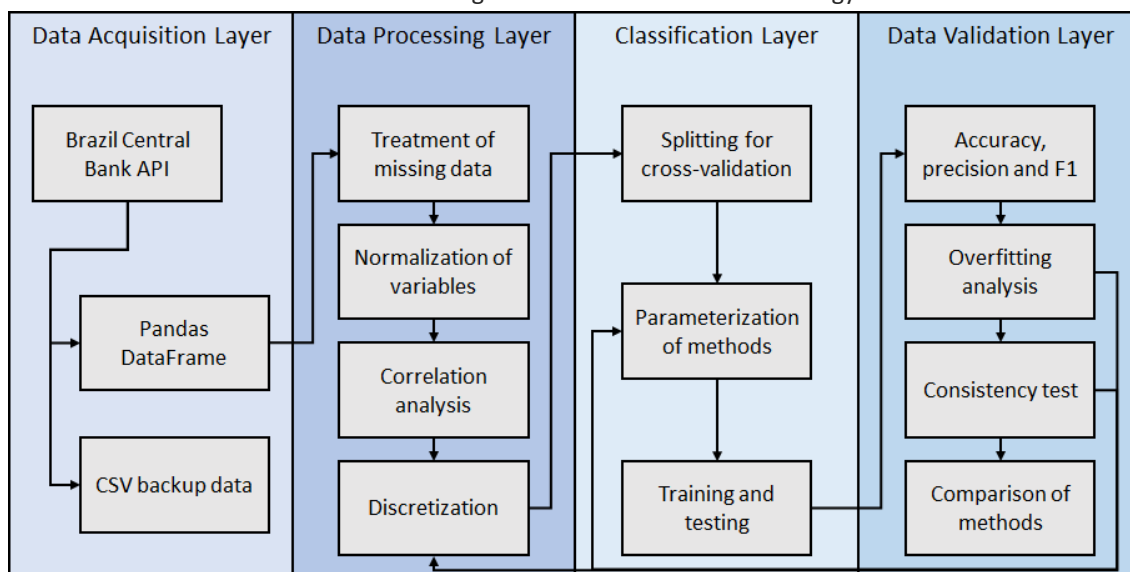 Data Acquisition Layer
Brazil Central
Bank API
Pandas
DataFrame
CSV backup data
Data Processing Layer
Treatment of
missing data
Normalization of
variables
Correlation
analysis
Discretization
Classification Layer
Splitting for
cross-validation
Parameterization
of methods
Training and
testing
Data Validation Layer
Accuracy,
precision and F1
Overfitting
analysis
Consistency test
Comparison of
methods